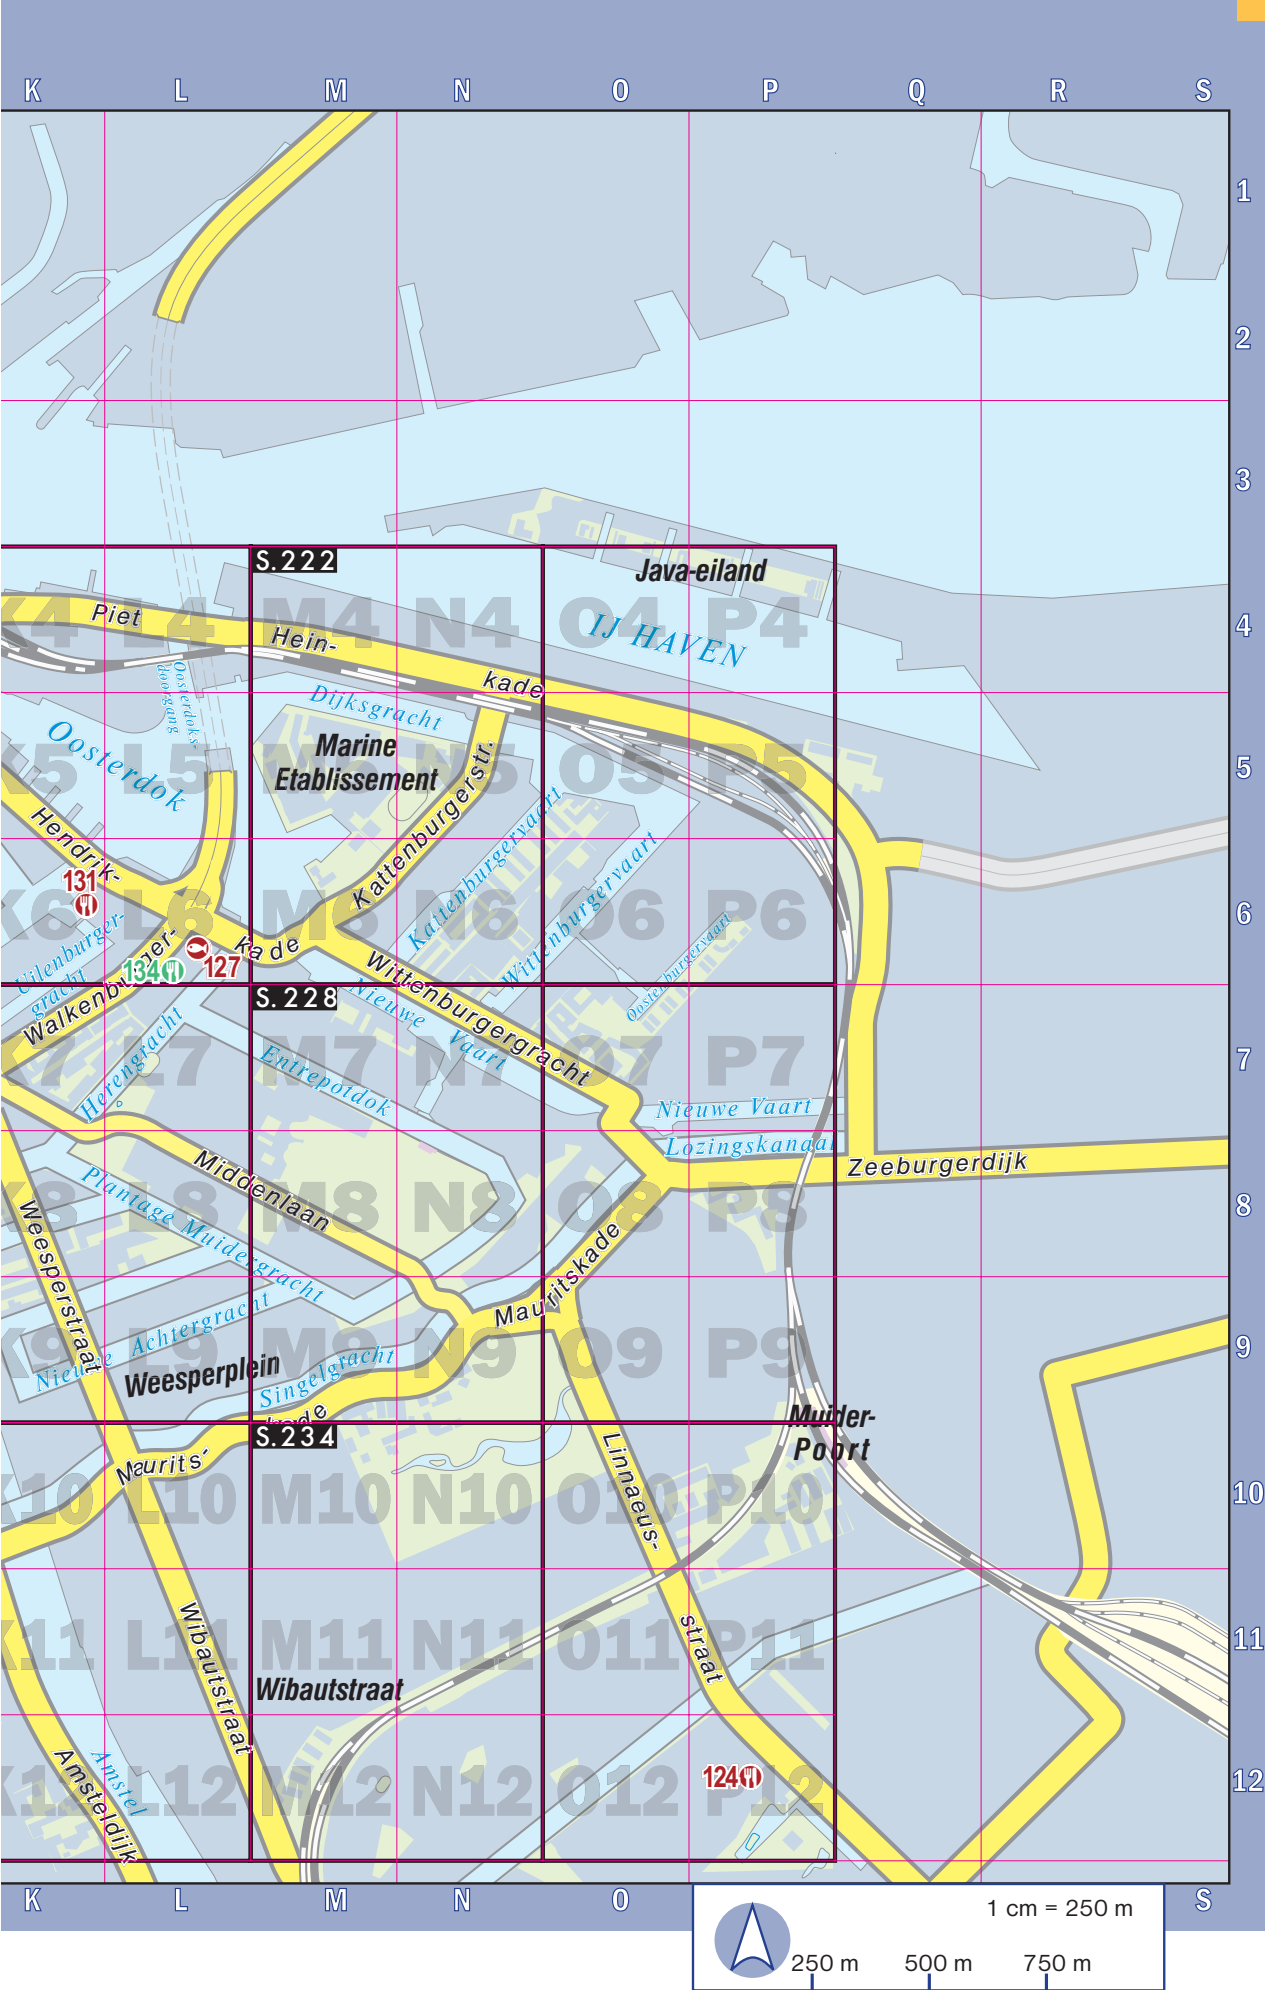 K L M N O P Q R S
1
2
3
S.222
Java-eiland
Piet
K4 L4 M4 N4 O4 P4
4
IJ HAVEN
Hein-
kade
Oosterdoks-
doorgang
Dijksgracht
Oosterdok
Marine
Etablissement
K5 L5 M5 N5 O5 P5
5
Kattenburgerstr.
Hendrik-
kade
Kattenburgervaart
Wittenburgervaart
131
K6 L6 M6 N6 O6 P6
6
Uilenburger-
gracht
134
127
Oostenburgervaart
Walkenburger-
S.228
Nieuwe Vaart
Wittenburgergracht
Herengracht
Entrepotdok
K7 L7 M7 N7 O7 P7
7
Nieuwe Vaart
Lozingskanaal
Zeeburgerdijk
Middenlaan
Plantage Muidergracht
K8 L8 M8 N8 O8 P8
8
Weesperstraat
Mauritskade
Nieuwe Achtergracht
K9 L9 M9 N9 O9 P9
9
Weesperplein
Singelgracht
kade
Muider-
Poort
S.234
Maurits-
Linnaeus-
straat
K10 L10 M10 N10 O10 P10
10
Wibautstraat
K11 L11 M11 N11 O11 P11
11
Wibautstraat
Amsteldijk
Amstel
124
K12 L12 M12 N12 O12 P12
12
K L M N O S
1 cm = 250 m
250 m 500 m 750 m